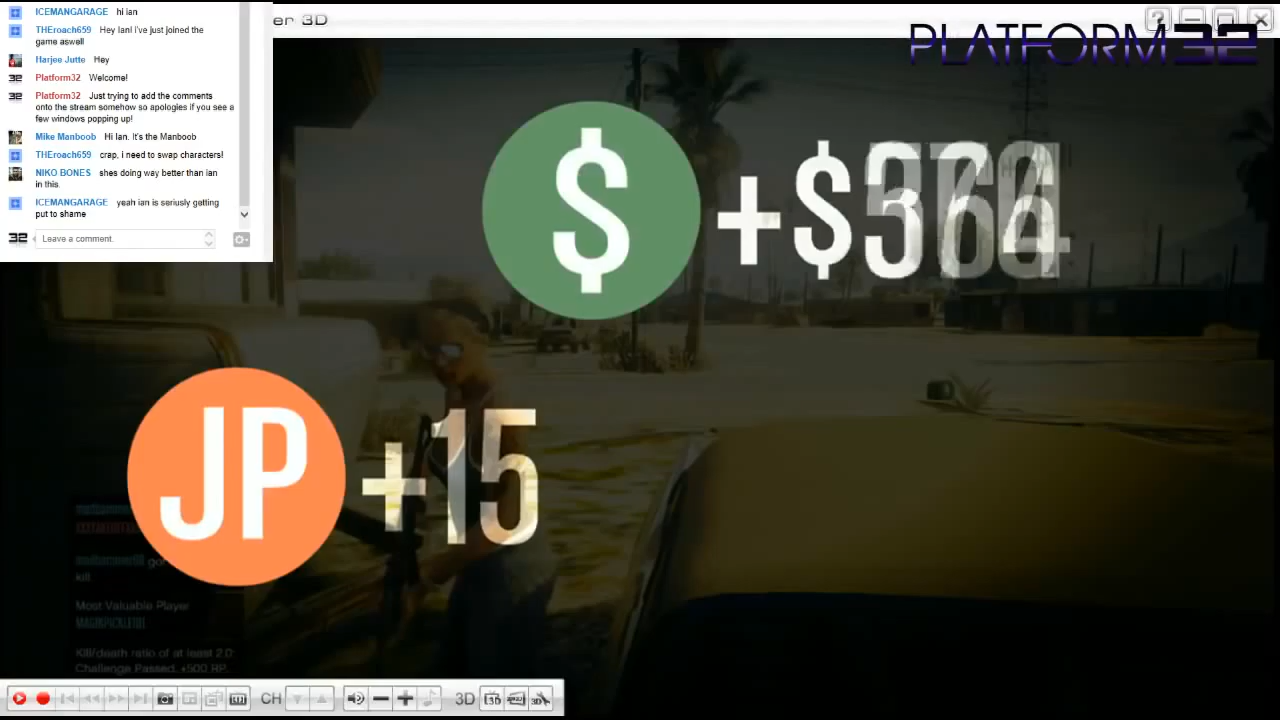 ICEMANGARAGE hi ian
THEroach659 Hey Ian! i've just joined the
game aswell
Harjee Jutte Hey
Platform32 Welcome!
Platform32 Just trying to add the comments
onto the stream somehow so apologies if you see a
few windows popping up!
Mike Manboob Hi Ian. It's the Manboob
THEroach659 crap, i need to swap characters!
NIKO BONES shes doing way better than ian
in this.
ICEMANGARAGE yeah ian is seriusly getting
put to shame
32 Leave a comment.
er 3D
PLATFORM32
$ +$
JP +15
kill
Most Valuable Player
Kill/death ratio of at least 2.0:
Challenge Passed. +500 RP.
CH
3D